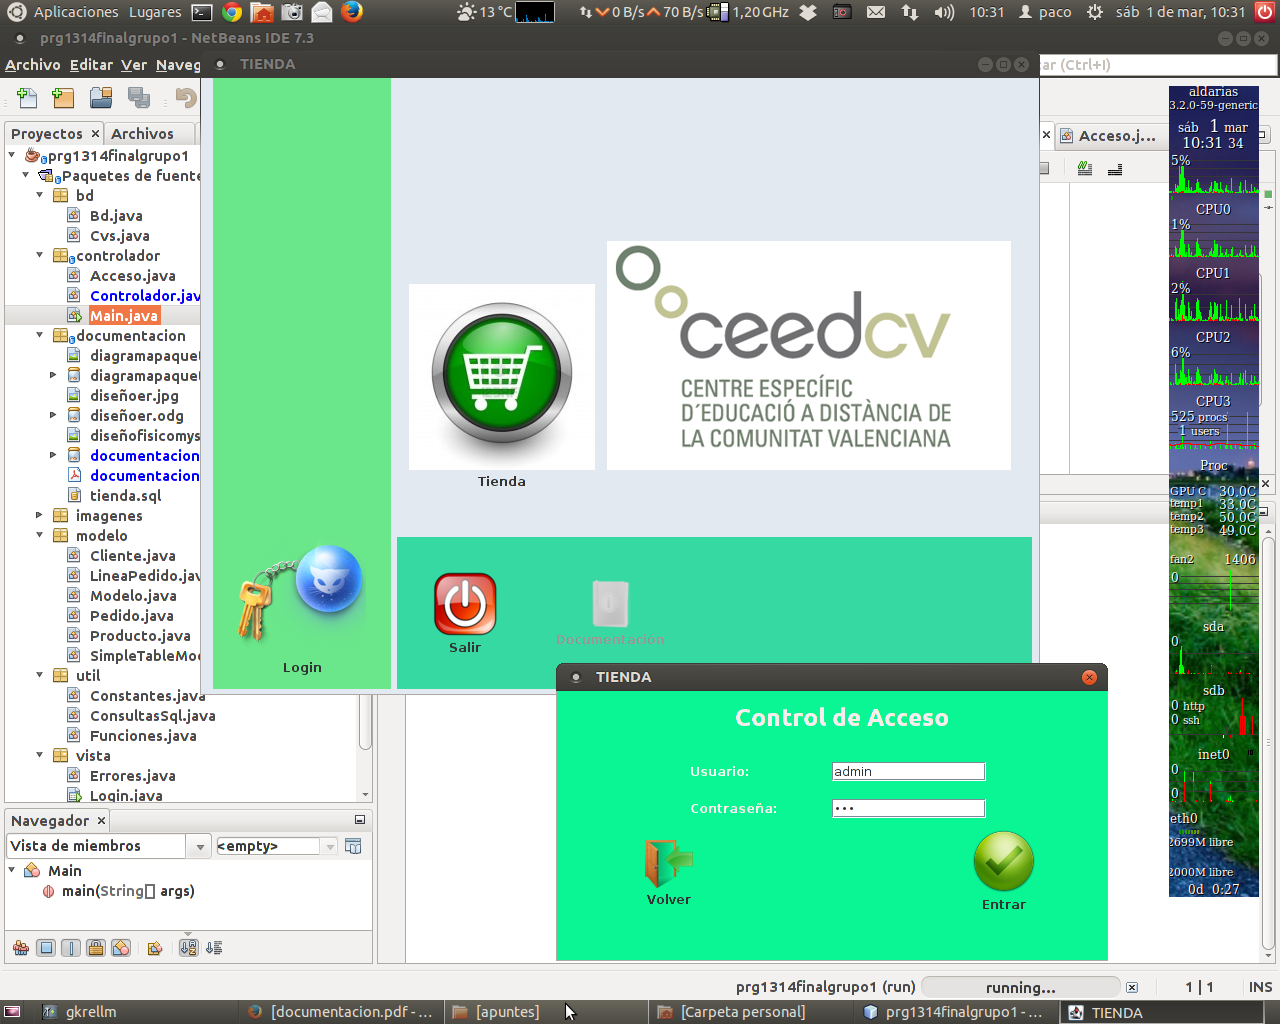 Aplicaciones Lugares 13 °C 0 B/s 70 B/s 1,20 GHz 10:31 paco sáb 1 de mar, 10:31
prg1314finalgrupo1 - NetBeans IDE 7.3
Archivo Editar Ver Naveg
TIENDA
ar (Ctrl+I)
Proyectos Archivos
Acceso.j...
prg1314finalgrupo1
Paquetes de fuente
bd
Bd.java
Cvs.java
controlador
Acceso.java
Controlador.jav
Main.java
documentacion
diagramapaquet
diagramapaquet
diseñoer.jpg
diseñoer.odg
diseñofisicomys
documentacion
documentacion
tienda.sql
imagenes
modelo
Cliente.java
LineaPedido.jav
Modelo.java
Pedido.java
Producto.java
SimpleTableMod
util
Constantes.java
ConsultasSql.java
Funciones.java
vista
Errores.java
Login.java
ceedcv
CENTRE ESPECÍFIC
D´EDUCACIÓ A DISTÀNCIA DE
LA COMUNITAT VALENCIANA
Tienda
Login
Salir
Documentación
TIENDA
Control de Acceso
Usuario: admin
Contraseña: •••
Volver
Entrar
Navegador
Vista de miembros <empty>
Main
main(String[] args)
aldarias
3.2.0-59-generic
sáb 1 mar
10:31 34
5%
CPU0
1%
CPU1
2%
CPU2
6%
CPU3
525 procs
1 users
Proc
GPU C 30,0C
temp1 33,0C
temp2 50,0C
temp3 49,0C
fan2 1406
0
sda
0
sdb
0 http
0 ssh
inet0
0
0
eth0
2699M libre
2000M libre
0d 0:27
prg1314finalgrupo1 (run) running... 1 | 1 INS
gkrellm [documentacion.pdf - ... [apuntes] [Carpeta personal] prg1314finalgrupo1 - ... TIENDA